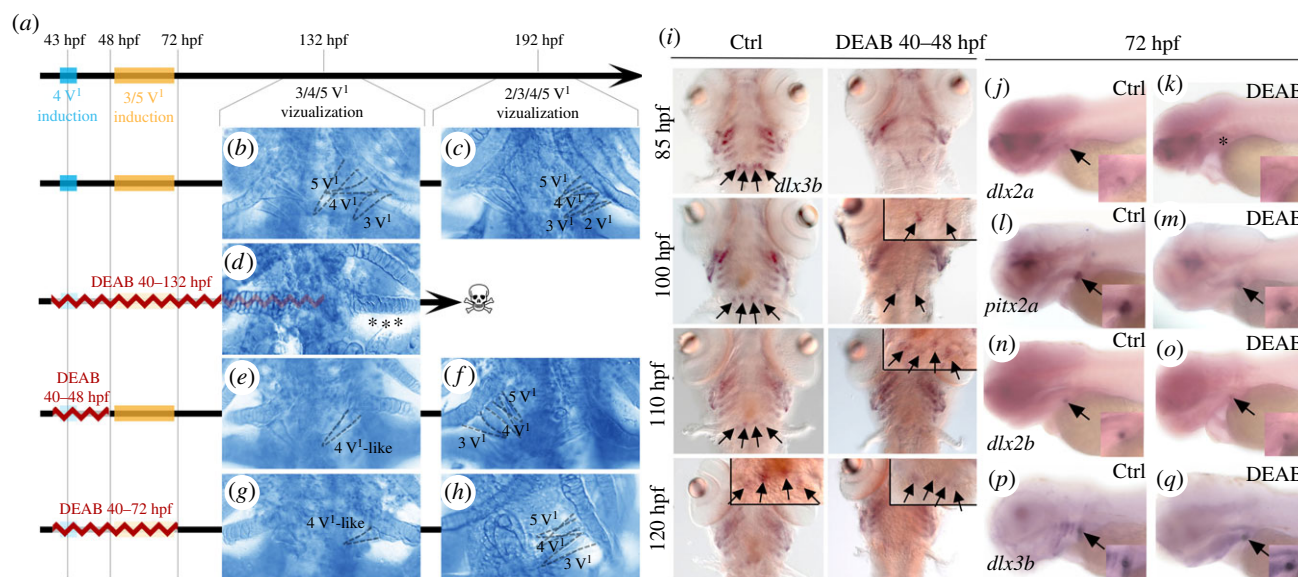 (a)
43 hpf 48 hpf 72 hpf 132 hpf 192 hpf
4 V¹
induction
3/5 V¹
induction
3/4/5 V¹
vizualization
2/3/4/5 V¹
vizualization
(b)
5 V¹
4 V¹
3 V¹
(c)
5 V¹
4 V¹
3 V¹ 2 V¹
DEAB 40–132 hpf
(d)
***
DEAB
40–48 hpf
(e)
4 V¹-like
(f)
5 V¹
4 V¹
3 V¹
DEAB 40–72 hpf
(g)
4 V¹-like
(h)
5 V¹
4 V¹
3 V¹
(i)
Ctrl DEAB 40–48 hpf
85 hpf
dlx3b
100 hpf
110 hpf
120 hpf
72 hpf
(j) Ctrl
dlx2a
(k) DEAB
*
(l) Ctrl
pitx2a
(m) DEAB
(n) Ctrl
dlx2b
(o) DEAB
(p) Ctrl
dlx3b
(q) DEAB